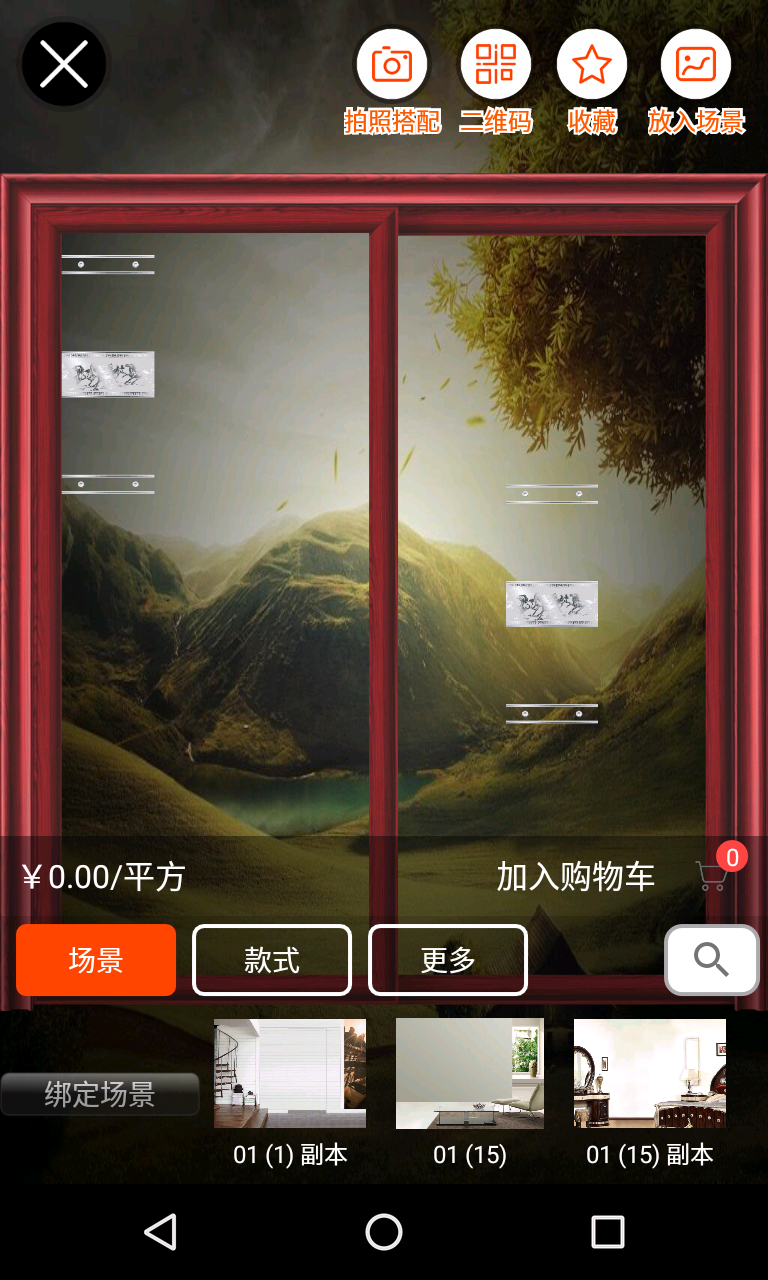 拍照搭配 二维码 收藏 放入场景
￥0.00/平方 加入购物车 0
场景 款式 更多
绑定场景
01 (1) 副本 01 (15) 01 (15) 副本